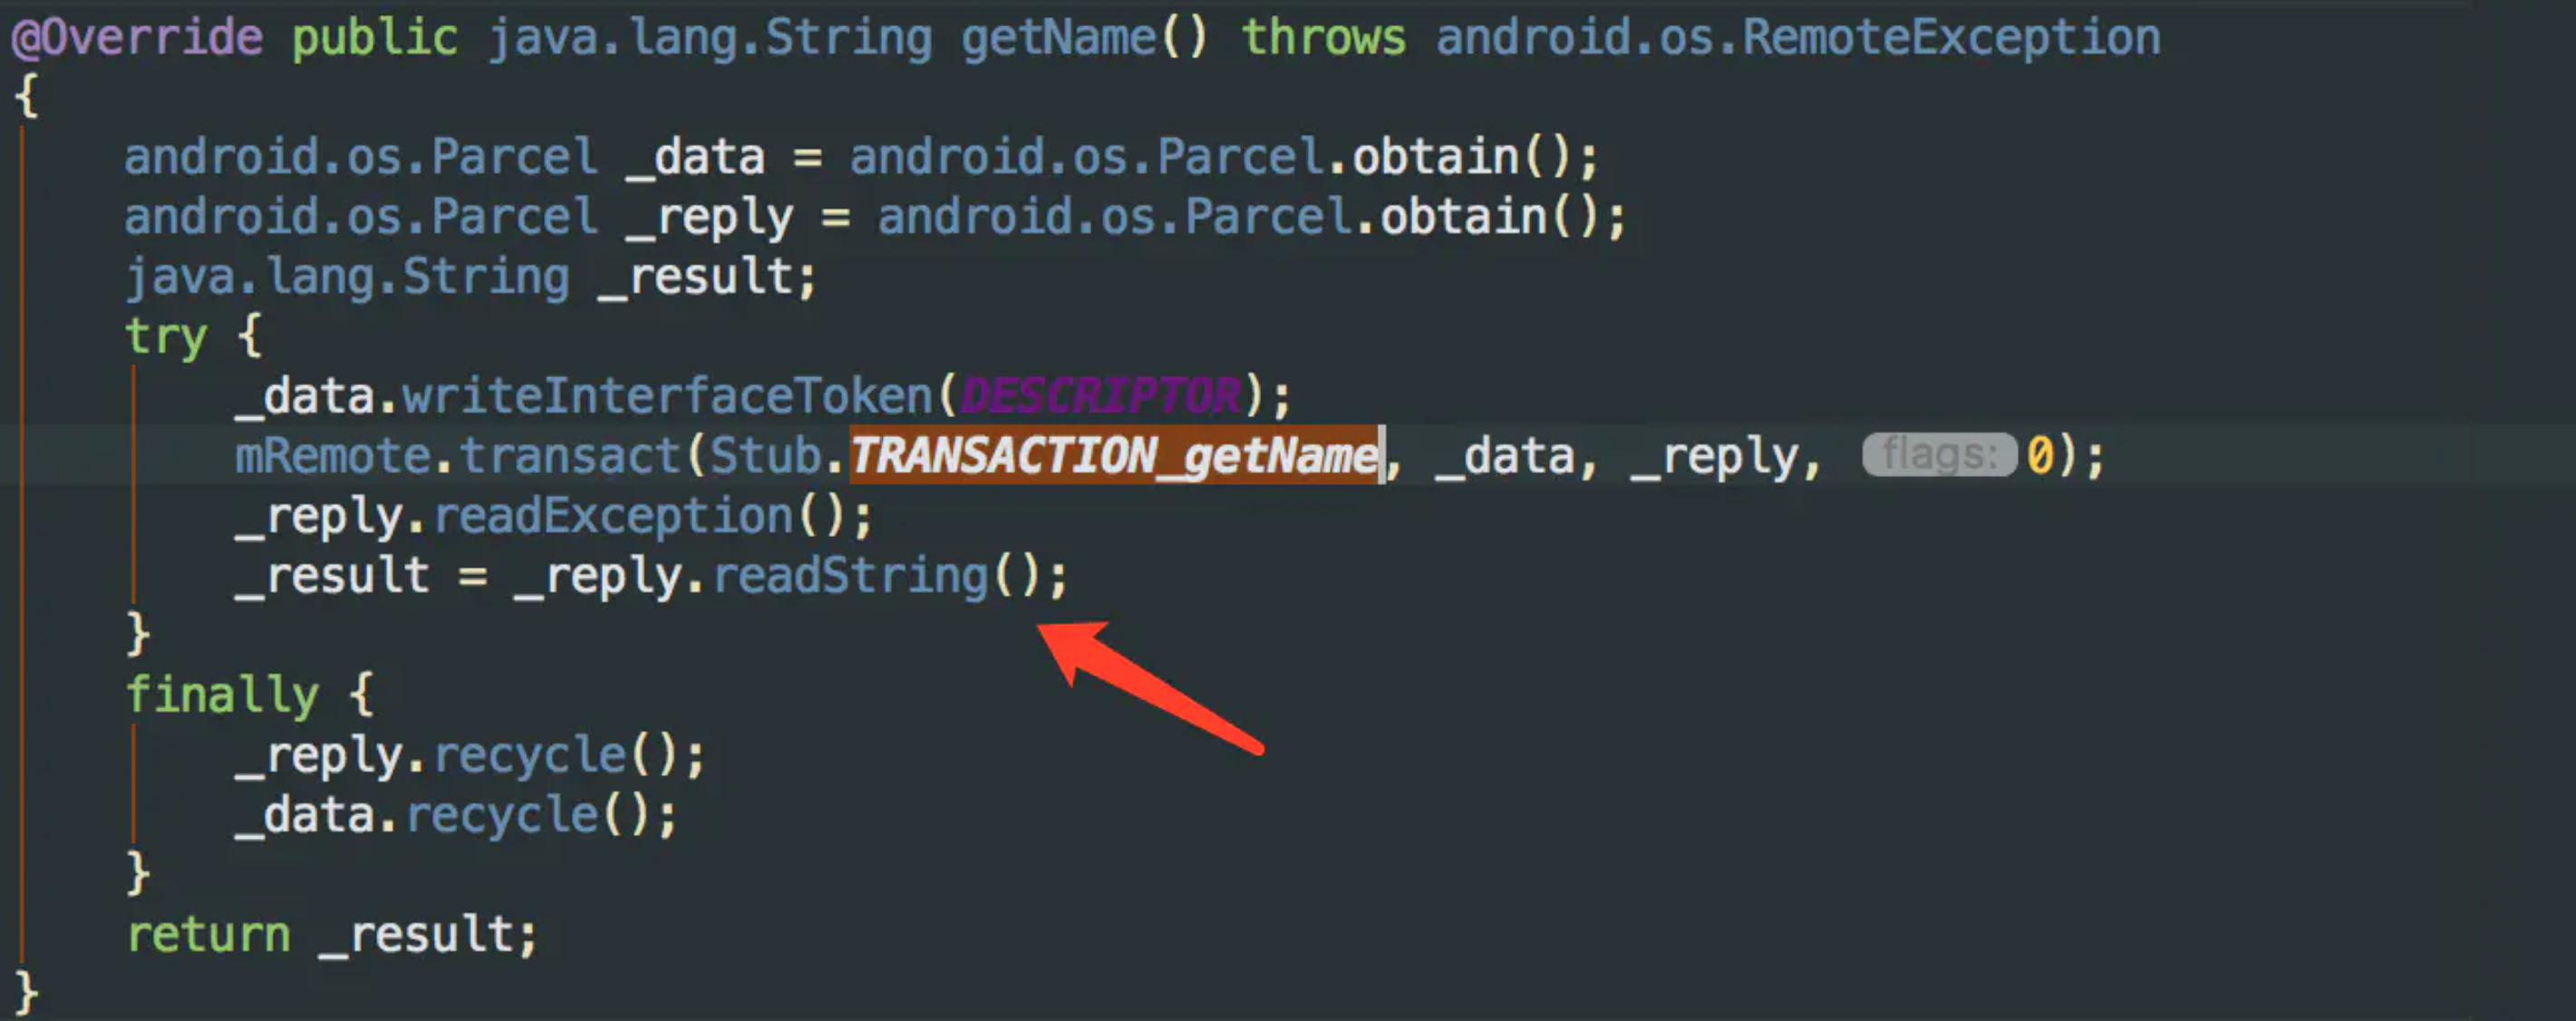 @Override public java.lang.String getName() throws android.os.RemoteException
{
android.os.Parcel _data = android.os.Parcel.obtain();
android.os.Parcel _reply = android.os.Parcel.obtain();
java.lang.String _result;
try {
_data.writeInterfaceToken(DESCRIPTOR);
mRemote.transact(Stub.TRANSACTION_getName, _data, _reply, flags: 0);
_reply.readException();
_result = _reply.readString();
}
finally {
_reply.recycle();
_data.recycle();
}
return _result;
}